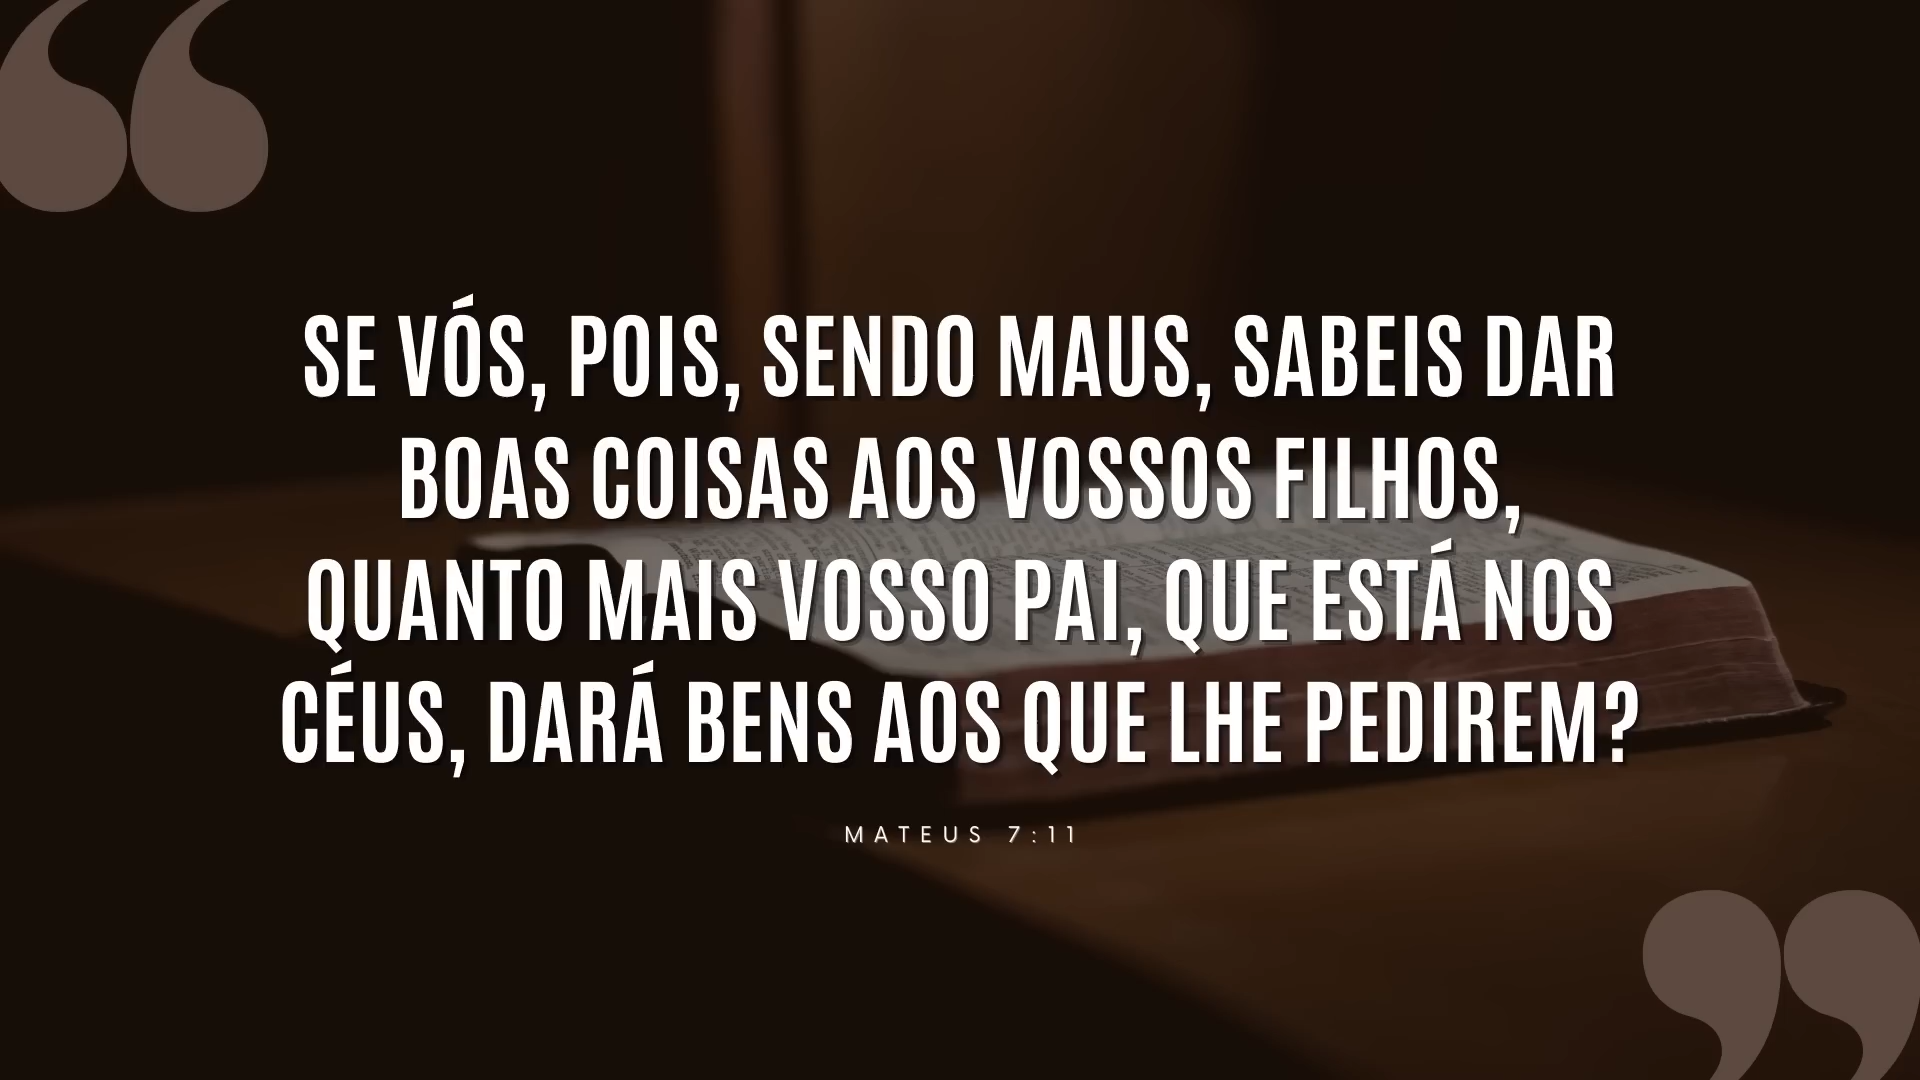 SE VÓS, POIS, SENDO MAUS, SABEIS DAR
BOAS COISAS AOS VOSSOS FILHOS,
QUANTO MAIS VOSSO PAI, QUE ESTÁ NOS
CÉUS, DARÁ BENS AOS QUE LHE PEDIREM?
MATEUS 7:11